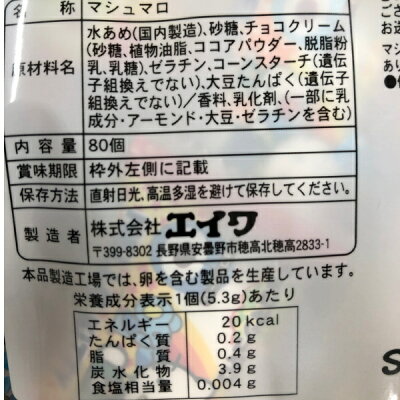 名称 マシュマロ
原材料名 水あめ(国内製造)、砂糖、チョコクリーム
(砂糖、植物油脂、ココアパウダー、脱脂粉
乳、乳糖)、ゼラチン、コーンスターチ(遺伝
子組換えでない)、大豆たんぱく(遺伝子
組換えでない)/香料、乳化剤、(一部に乳
成分・アーモンド・大豆・ゼラチンを含む)
内容量 80個
賞味期限 枠外左側に記載
保存方法 直射日光、高温多湿を避けて保存してください。
製造者 株式会社エイワ
〒399-8302 長野県安曇野市穂高北穂高2833-1
本品製造工場では、卵を含む製品を生産しています。
栄養成分表示1個(5.3g)あたり
エネルギー 20kcal
たんぱく質 0.2g
脂質 0.4g
炭水化物 3.9g
食塩相当量 0.004g